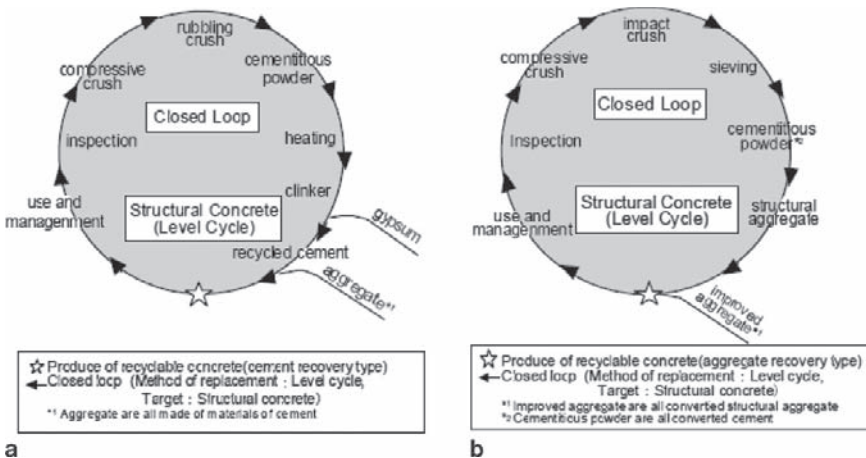 rubbling
crush
compressive
crush
cementitious
powder
Closed Loop
inspection
heating
clinker
Structural Concrete
(Level Cycle)
use and
managenment
gypsum
recycled cement
aggregate*1
☆ Produce of recyclable concrete(cement recovery type)
Closed loop (Method of replacement : Level cycle,
Target : Structural concrete)
*1 Aggregate are all made of materials of cement
a
impact
crush
compressive
crush
sieving
Closed Loop
Inspection
cementitious
powder*2
Structural Concrete
(Level Cycle)
structural
aggregate
use and
managenment
improved
aggregate*1
☆ Produce of recyclable concrete(aggregate recovery type)
Closed loop (Method of replacement : Level cycle,
Target : Structural concrete)
*1 Improved aggregate are all convertied structural aggregate
*2 Cementitious powder are all converted cement
b